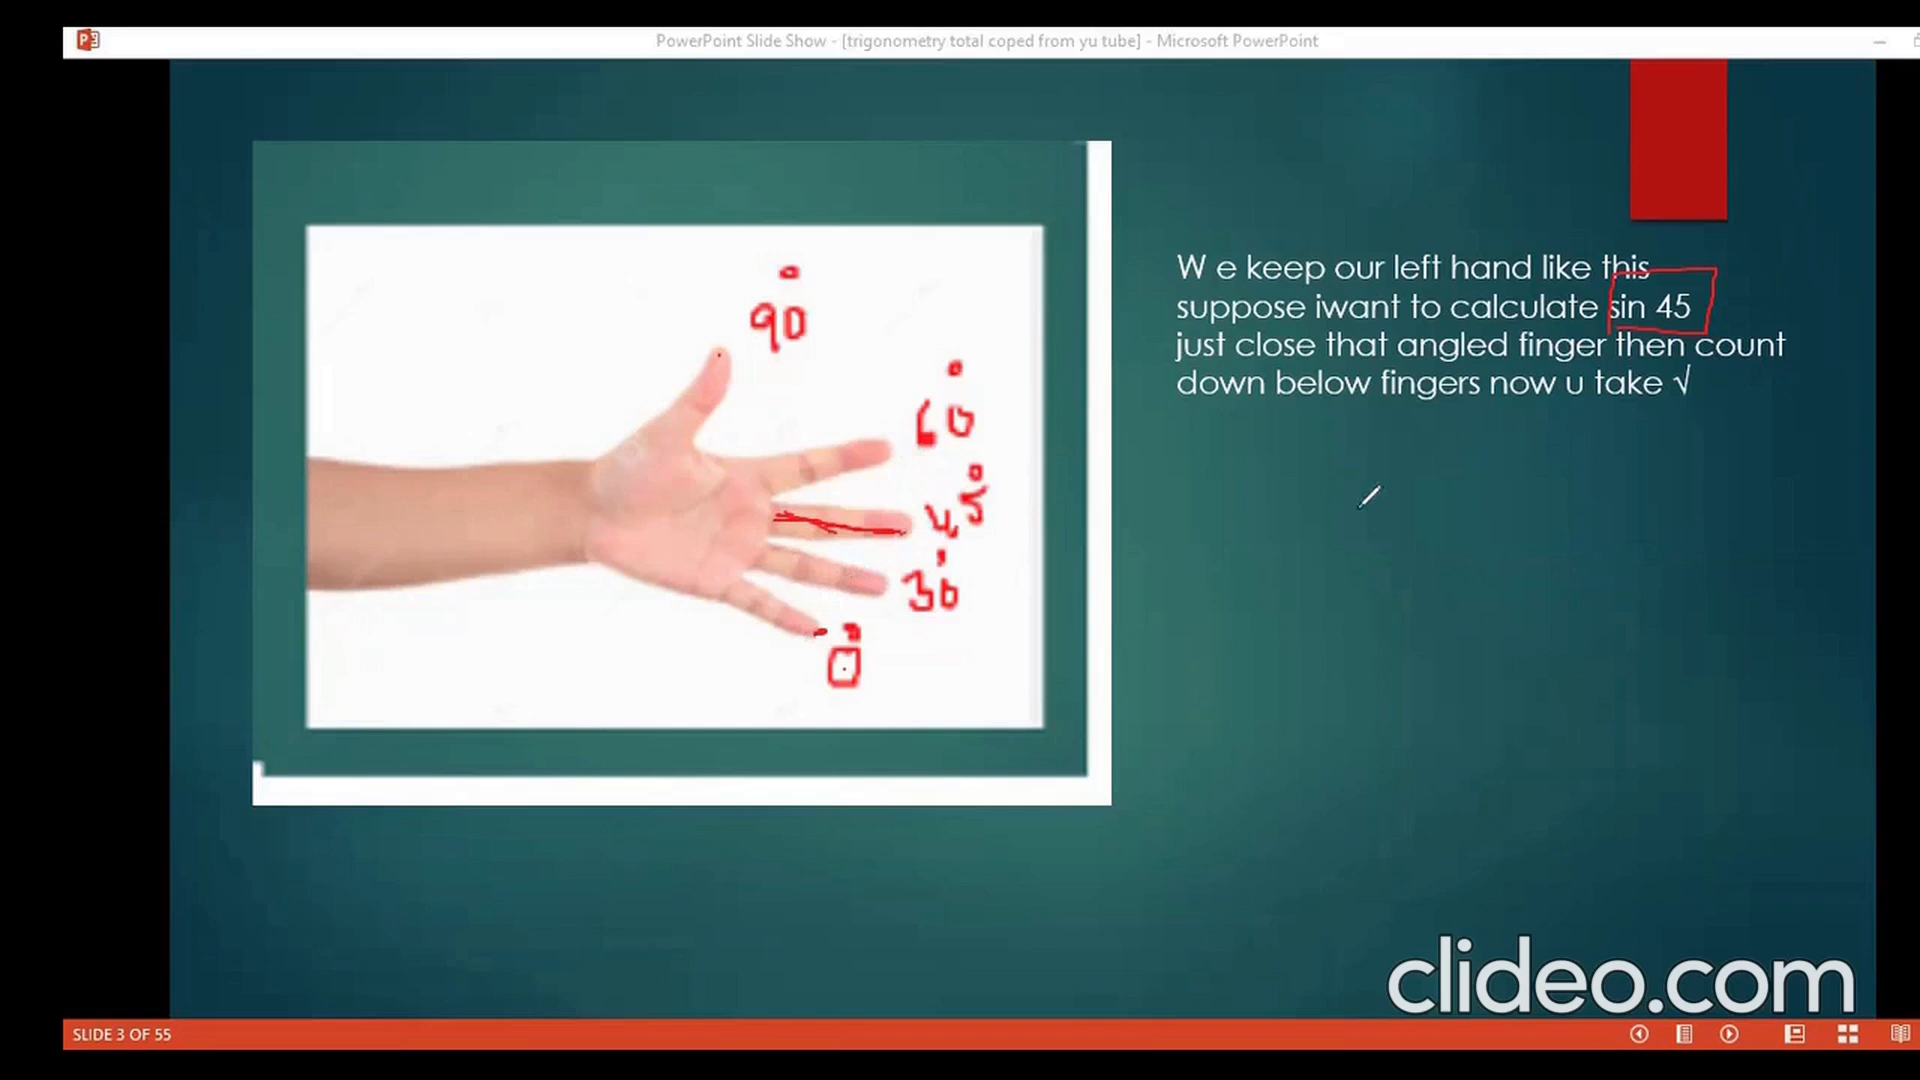 PowerPoint Slide Show - [trigonometry total coped from yu tube] - Microsoft PowerPoint
90
60
45
30
0
W e keep our left hand like this
suppose iwant to calculate sin 45
just close that angled finger then count
down below fingers now u take √
clideo.com
SLIDE 3 OF 55